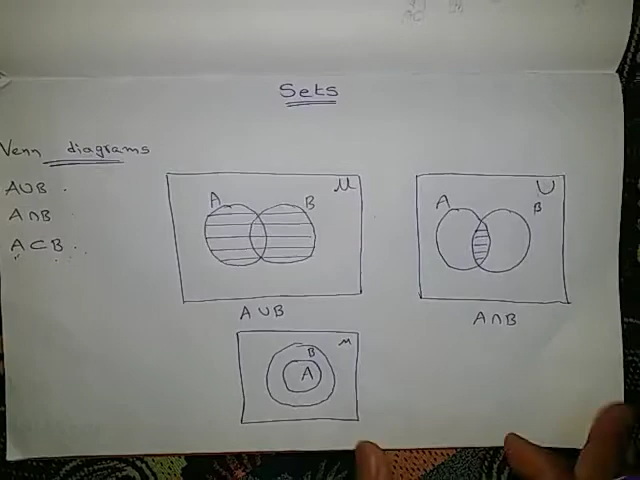 Sets
Venn diagrams
A∪B.
A∩B
A⊂B..
A B μ
A∪B
A B U
A∩B
μ
B
A